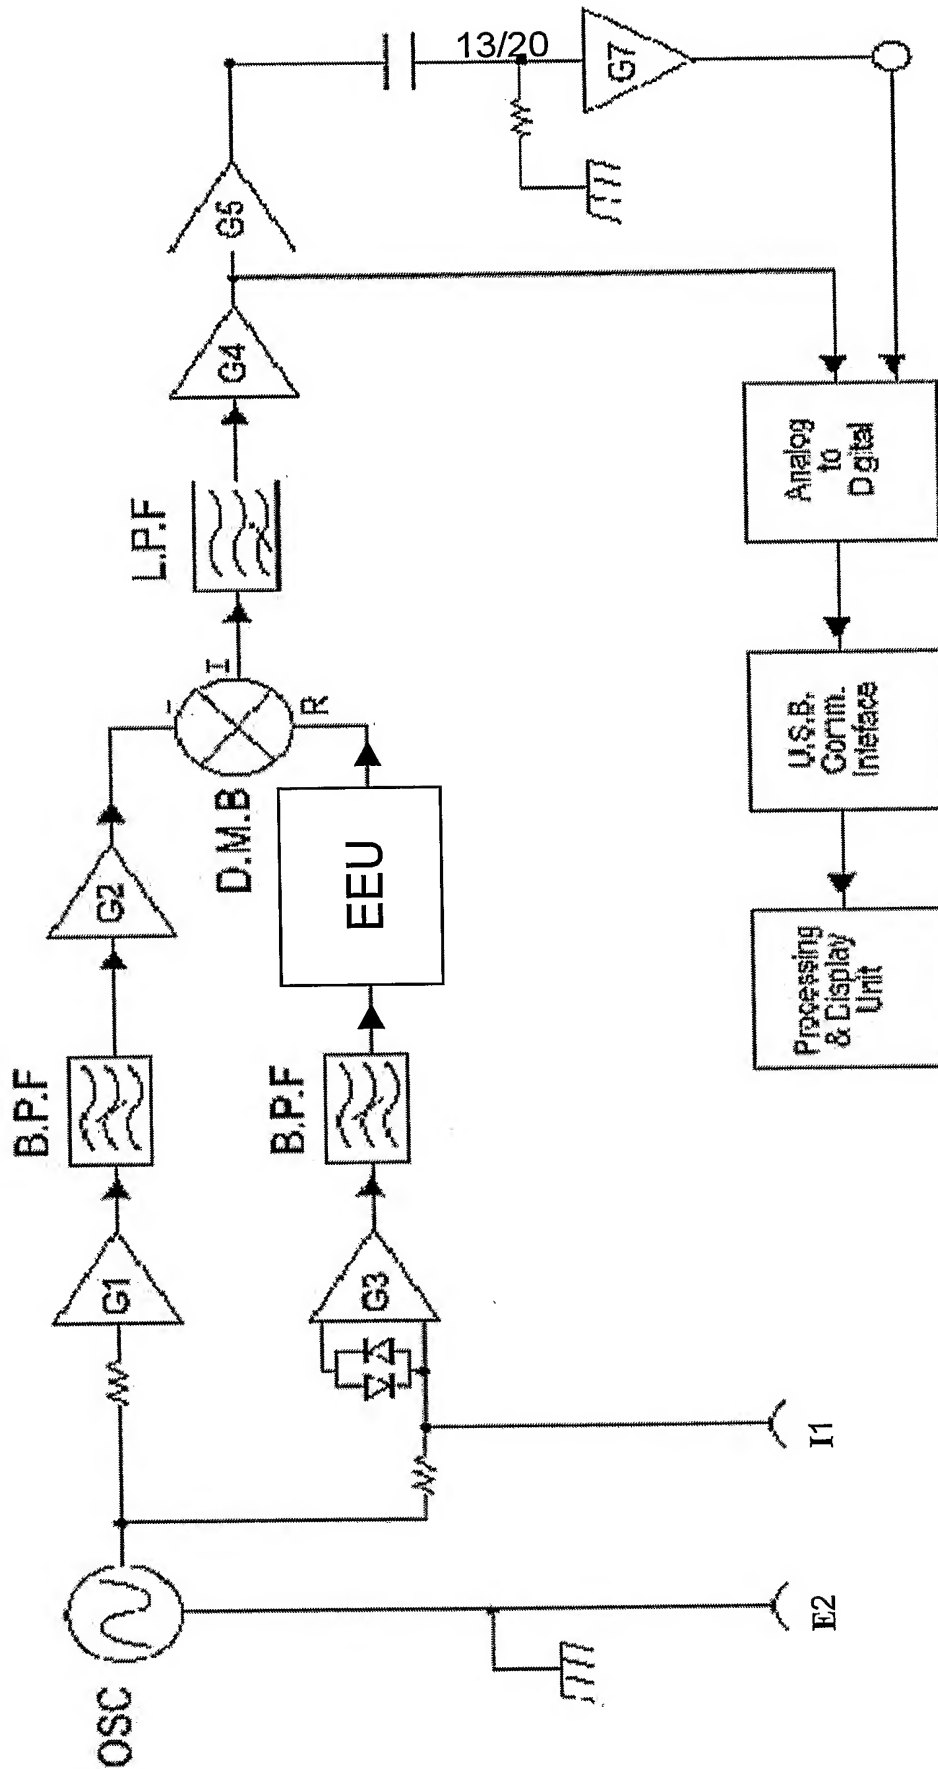 13/20
OSC
G1
B.P.F
G2
D.M.B
I
R
L.P.F
G4
G5
G7
G3
B.P.F
EEU
E2
I1
Processing
& Display
Unit
U.S.B.
Comm.
Inteface
Analog
to
Dgital